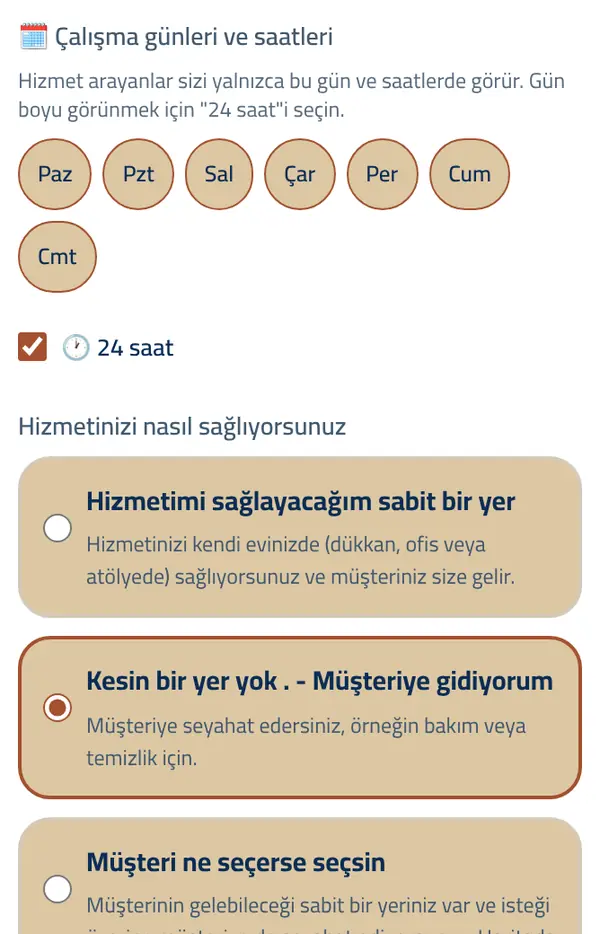 Çalışma günleri ve saatleri
Hizmet arayanlar sizi yalnızca bu gün ve saatlerde görür. Gün
boyu görünmek için "24 saat"i seçin.
Paz Pzt Sal Çar Per Cum
Cmt
24 saat
Hizmetinizi nasıl sağlıyorsunuz
Hizmetimi sağlayacağım sabit bir yer
Hizmetinizi kendi evinizde (dükkan, ofis veya
atölyede) sağlıyorsunuz ve müşteriniz size gelir.
Kesin bir yer yok . - Müşteriye gidiyorum
Müşteriye seyahat edersiniz, örneğin bakım veya
temizlik için.
Müşteri ne seçerse seçsin
Müşterinin gelebileceği sabit bir yeriniz var ve isteği